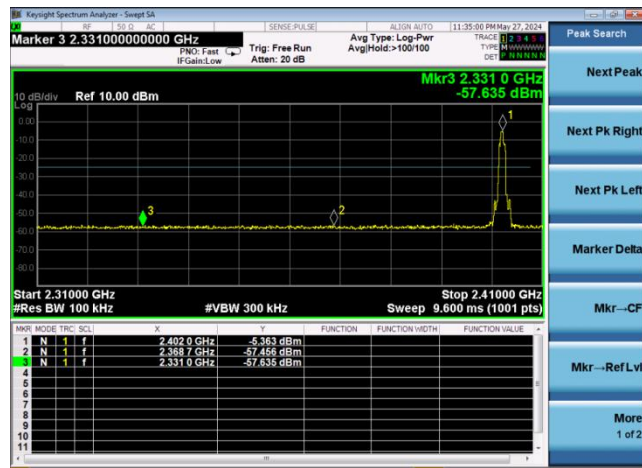 Keysight Spectrum Analyzer - Swept SA
RF 50 Ω AC SENSE:PULSE ALIGN AUTO 11:35:00 PM May 27, 2024
Marker 3 2.331000000000 GHz
PNO: Fast
IFGain:Low
Trig: Free Run
Atten: 20 dB
Avg Type: Log-Pwr
Avg|Hold:>100/100
TRACE 1 2 3 4 5 6
TYPE M W W W W W
DET P N N N N N
Peak Search
Mkr3 2.331 0 GHz
-57.635 dBm
10 dB/div Ref 10.00 dBm
Log
0.00
-10.0
-20.0
-30.0
-40.0
-50.0
-60.0
-70.0
-80.0
1
2
3
Start 2.31000 GHz
Stop 2.41000 GHz
#Res BW 100 kHz
#VBW 300 kHz
Sweep 9.600 ms (1001 pts)
MKR MODE TRC SCL X Y FUNCTION FUNCTION WIDTH FUNCTION VALUE
1 N 1 f 2.402 0 GHz -5.363 dBm
2 N 1 f 2.368 7 GHz -57.456 dBm
3 N 1 f 2.331 0 GHz -57.635 dBm
4
5
6
7
8
9
10
11
Next Peak
Next Pk Right
Next Pk Left
Marker Delta
Mkr→CF
Mkr→Ref Lvl
More
1 of 2